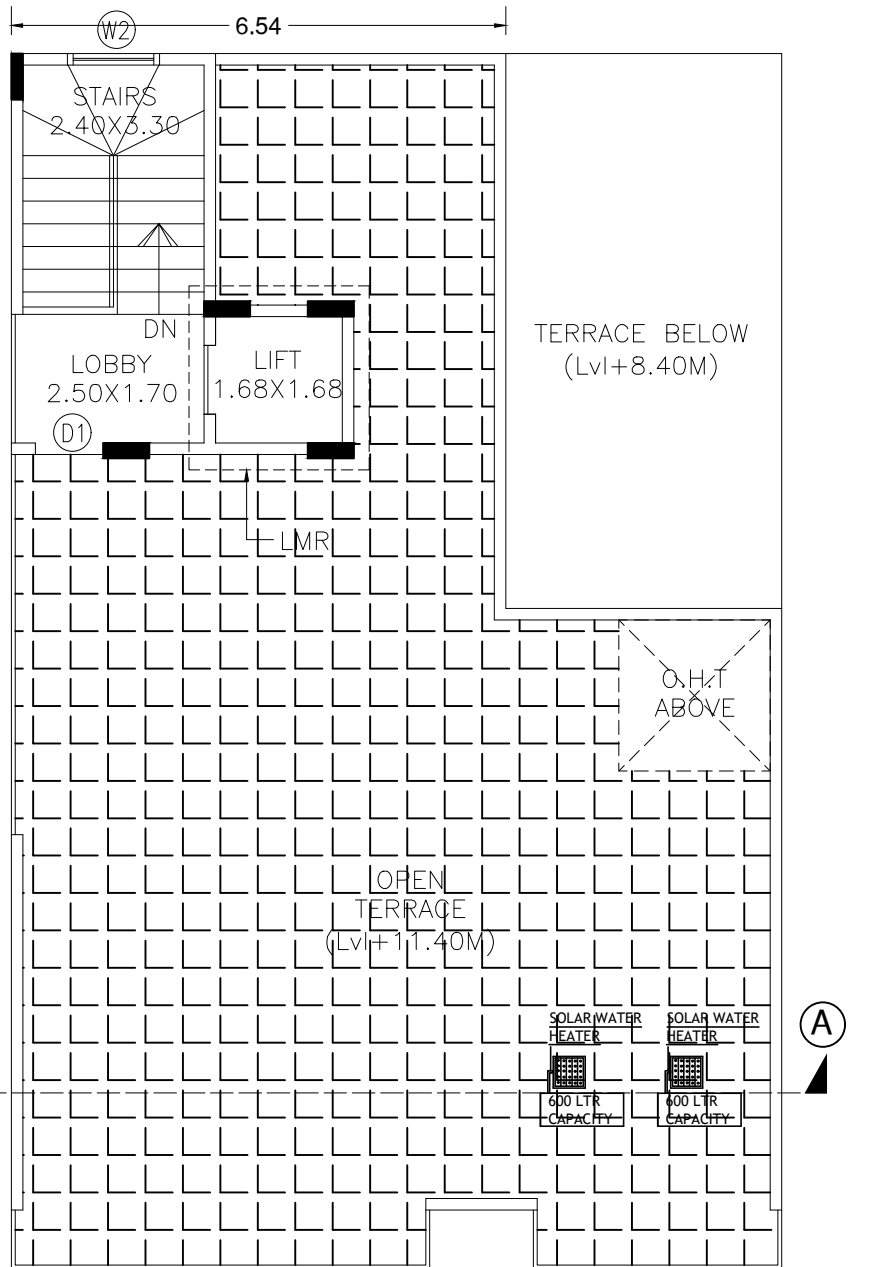 W2
6.54
STAIRS
2.40X3.30
TERRACE BELOW
(Lvl+8.40M)
DN
LOBBY
2.50X1.70
LIFT
1.68X1.68
D1
LMR
O.H.T
ABOVE
OPEN
TERRACE
(Lvl+11.40M)
SOLAR WATER
HEATER
600 LTR
CAPACITY
SOLAR WATER
HEATER
600 LTR
CAPACITY
A